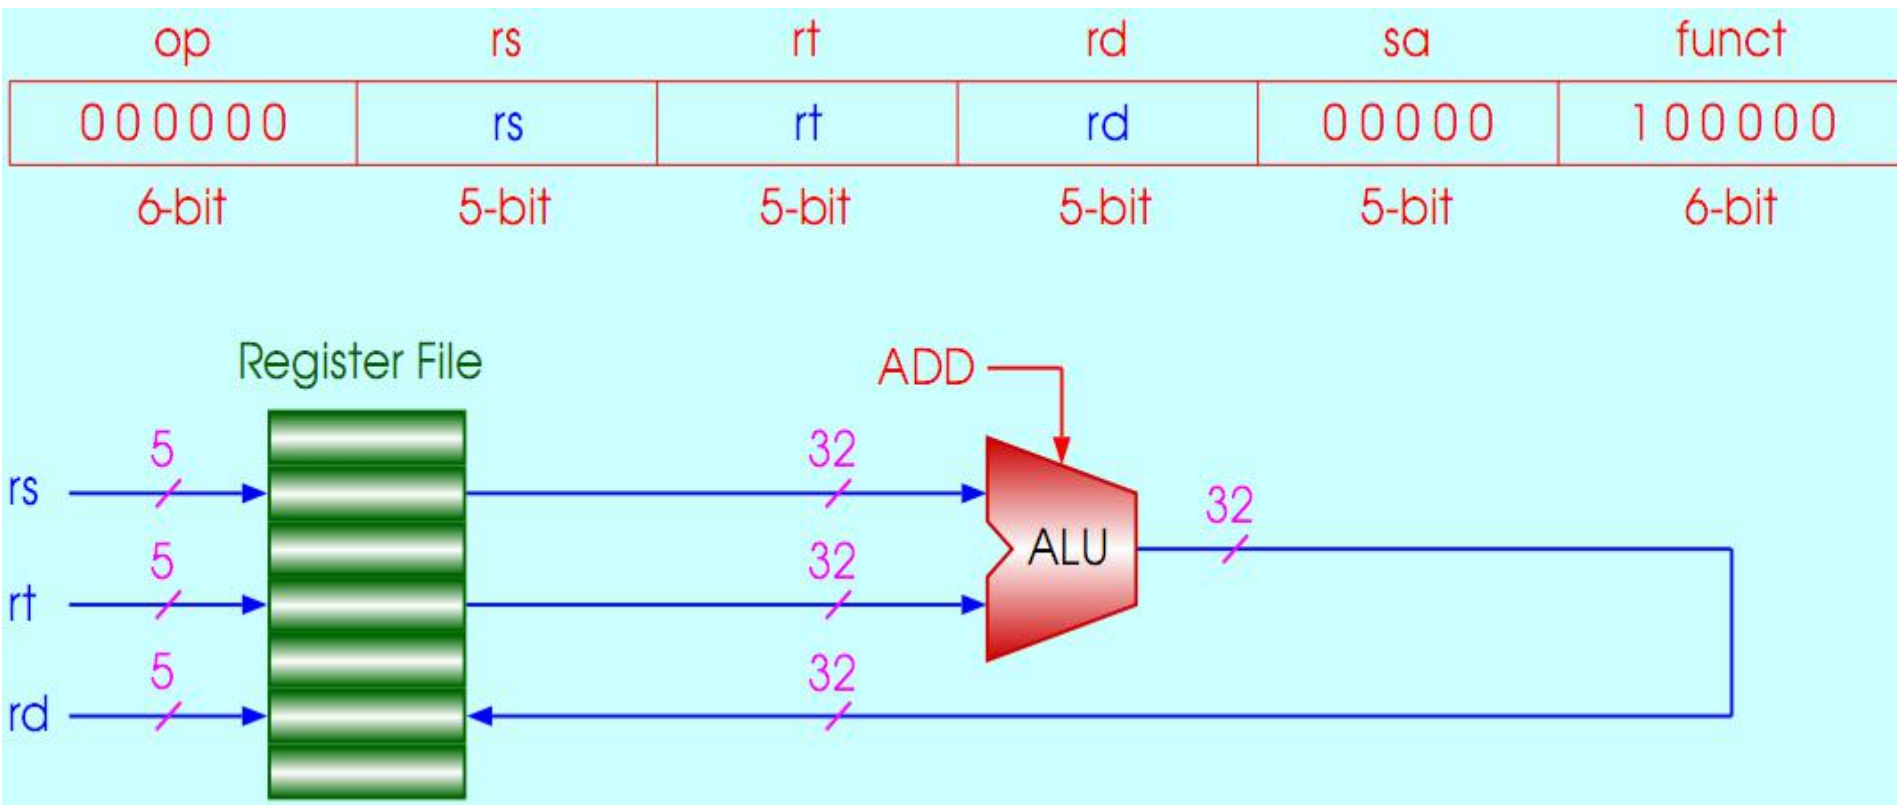 op rs rt rd sa funct
000000 rs rt rd 00000 100000
6-bit 5-bit 5-bit 5-bit 5-bit 6-bit
Register File
ADD
5 32
rs
32
5 32
ALU
rt
5 32
rd